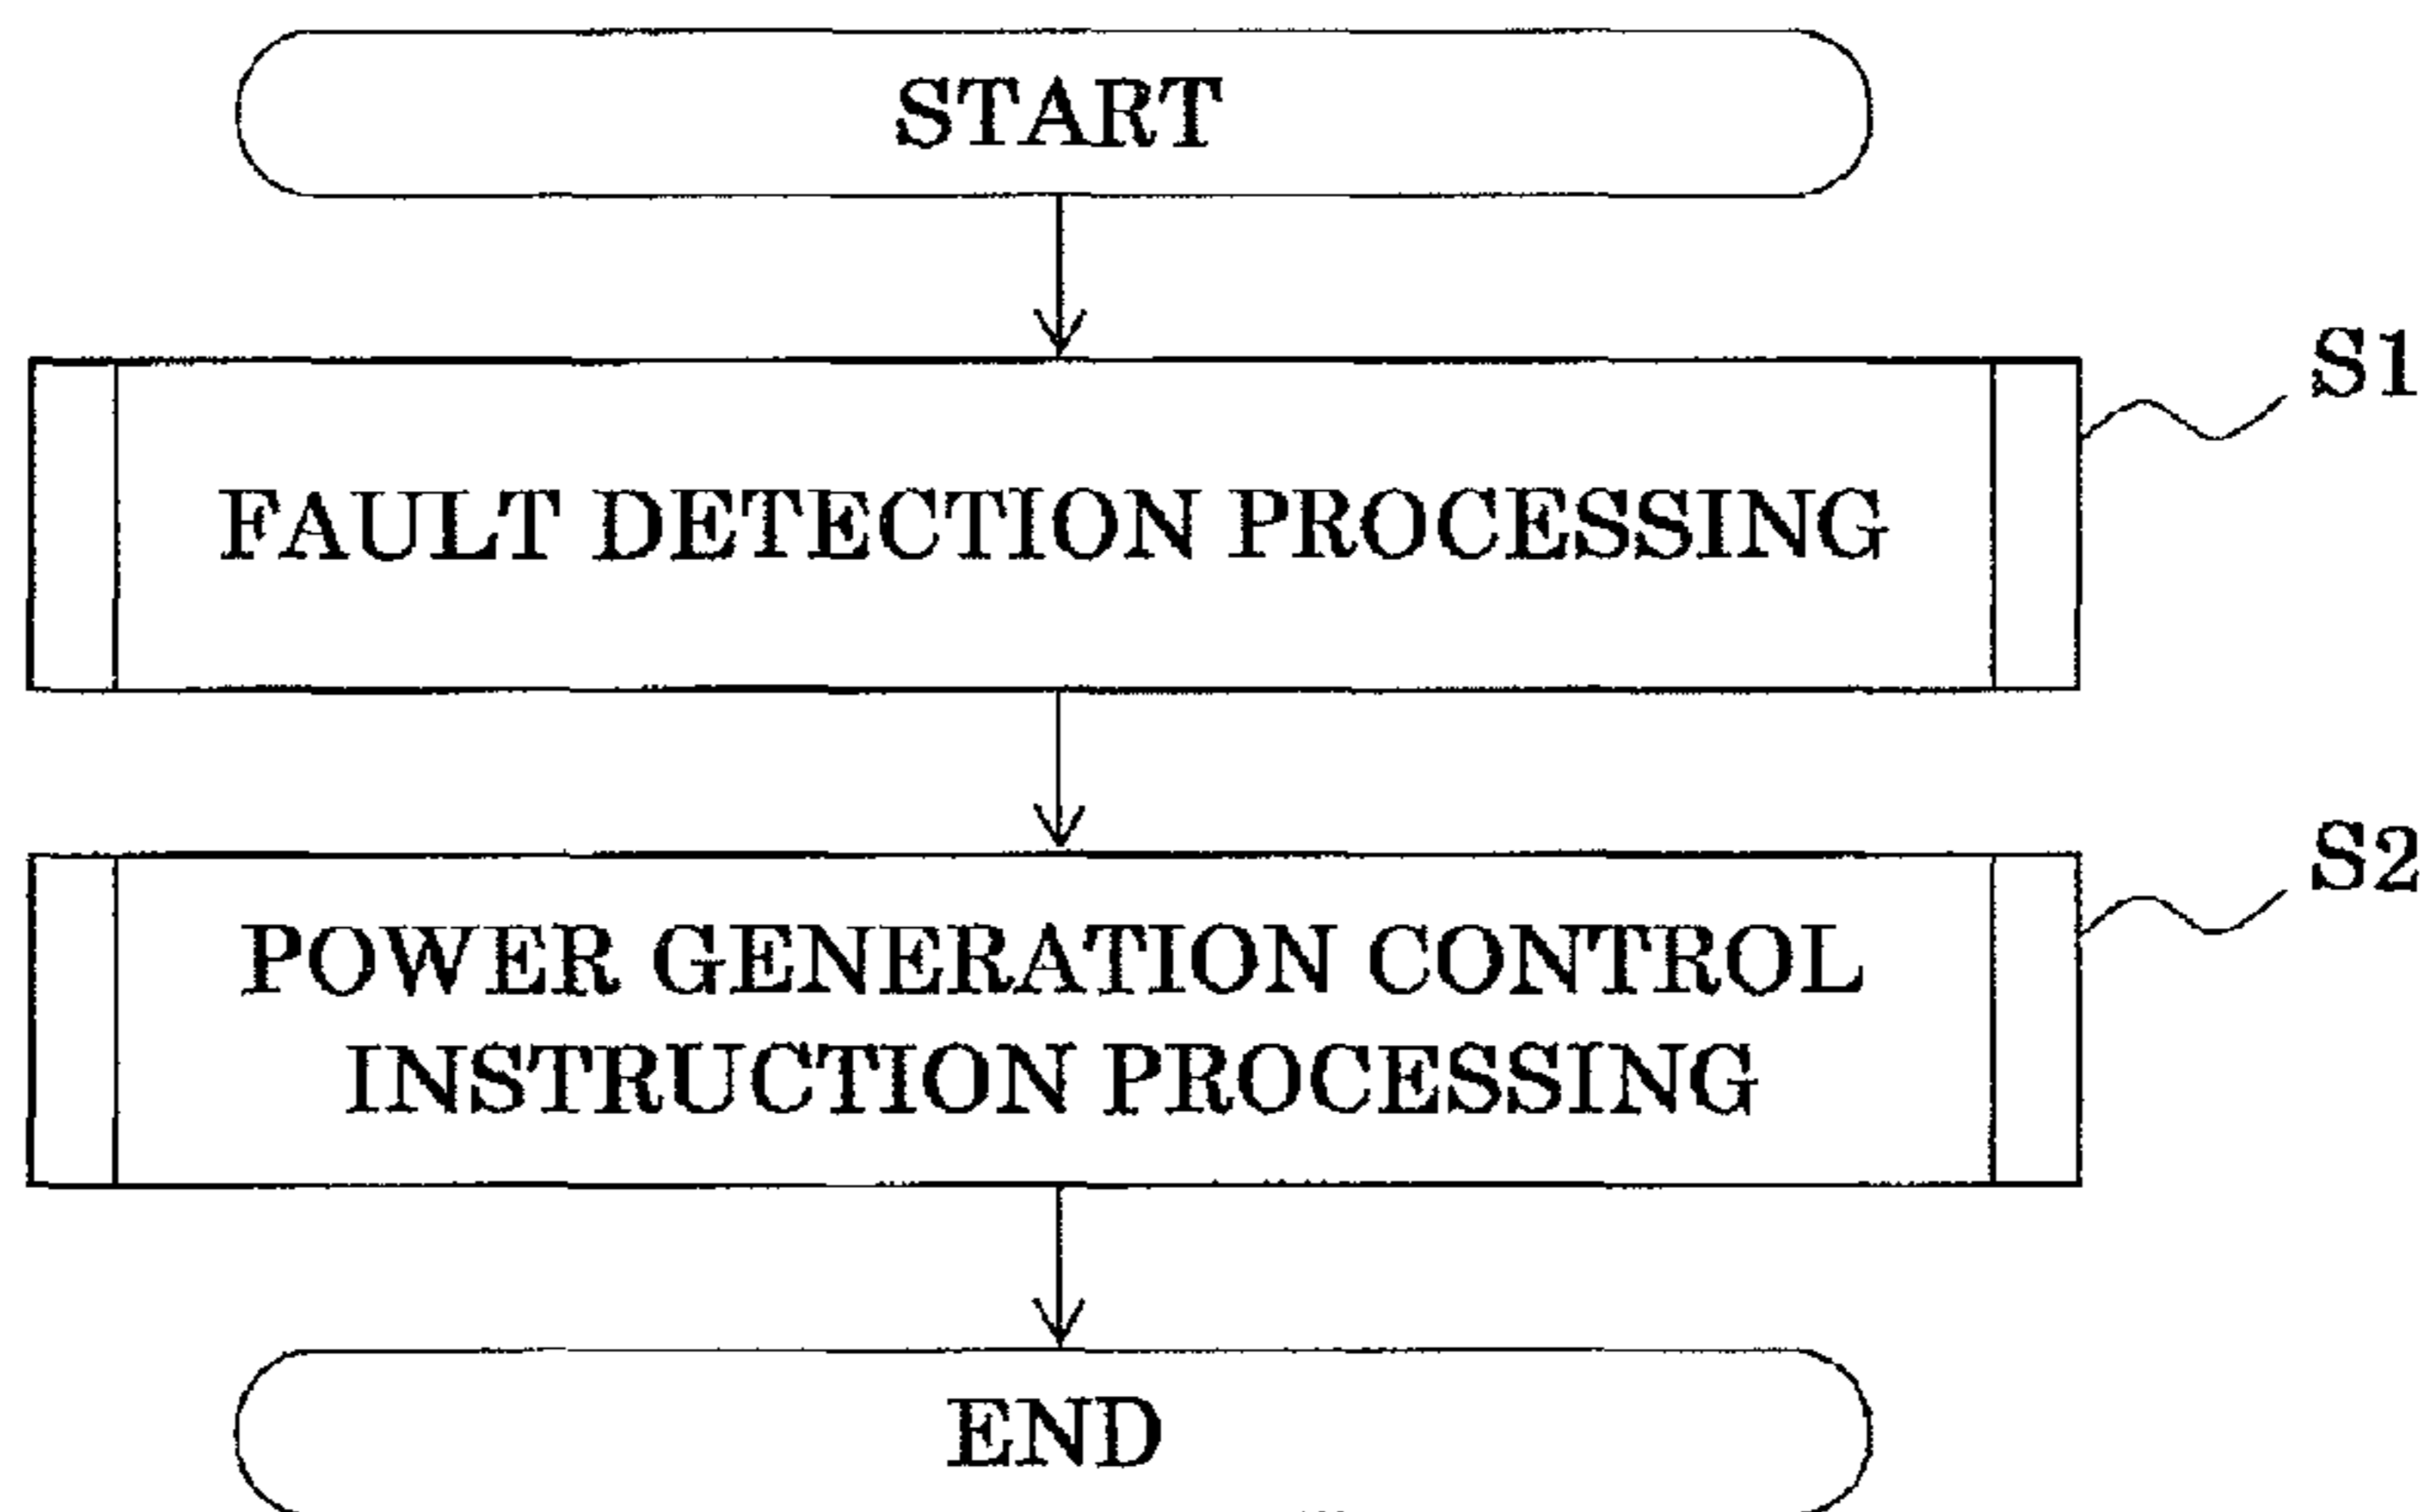 START
S1
FAULT DETECTION PROCESSING
S2
POWER GENERATION CONTROL
INSTRUCTION PROCESSING
END